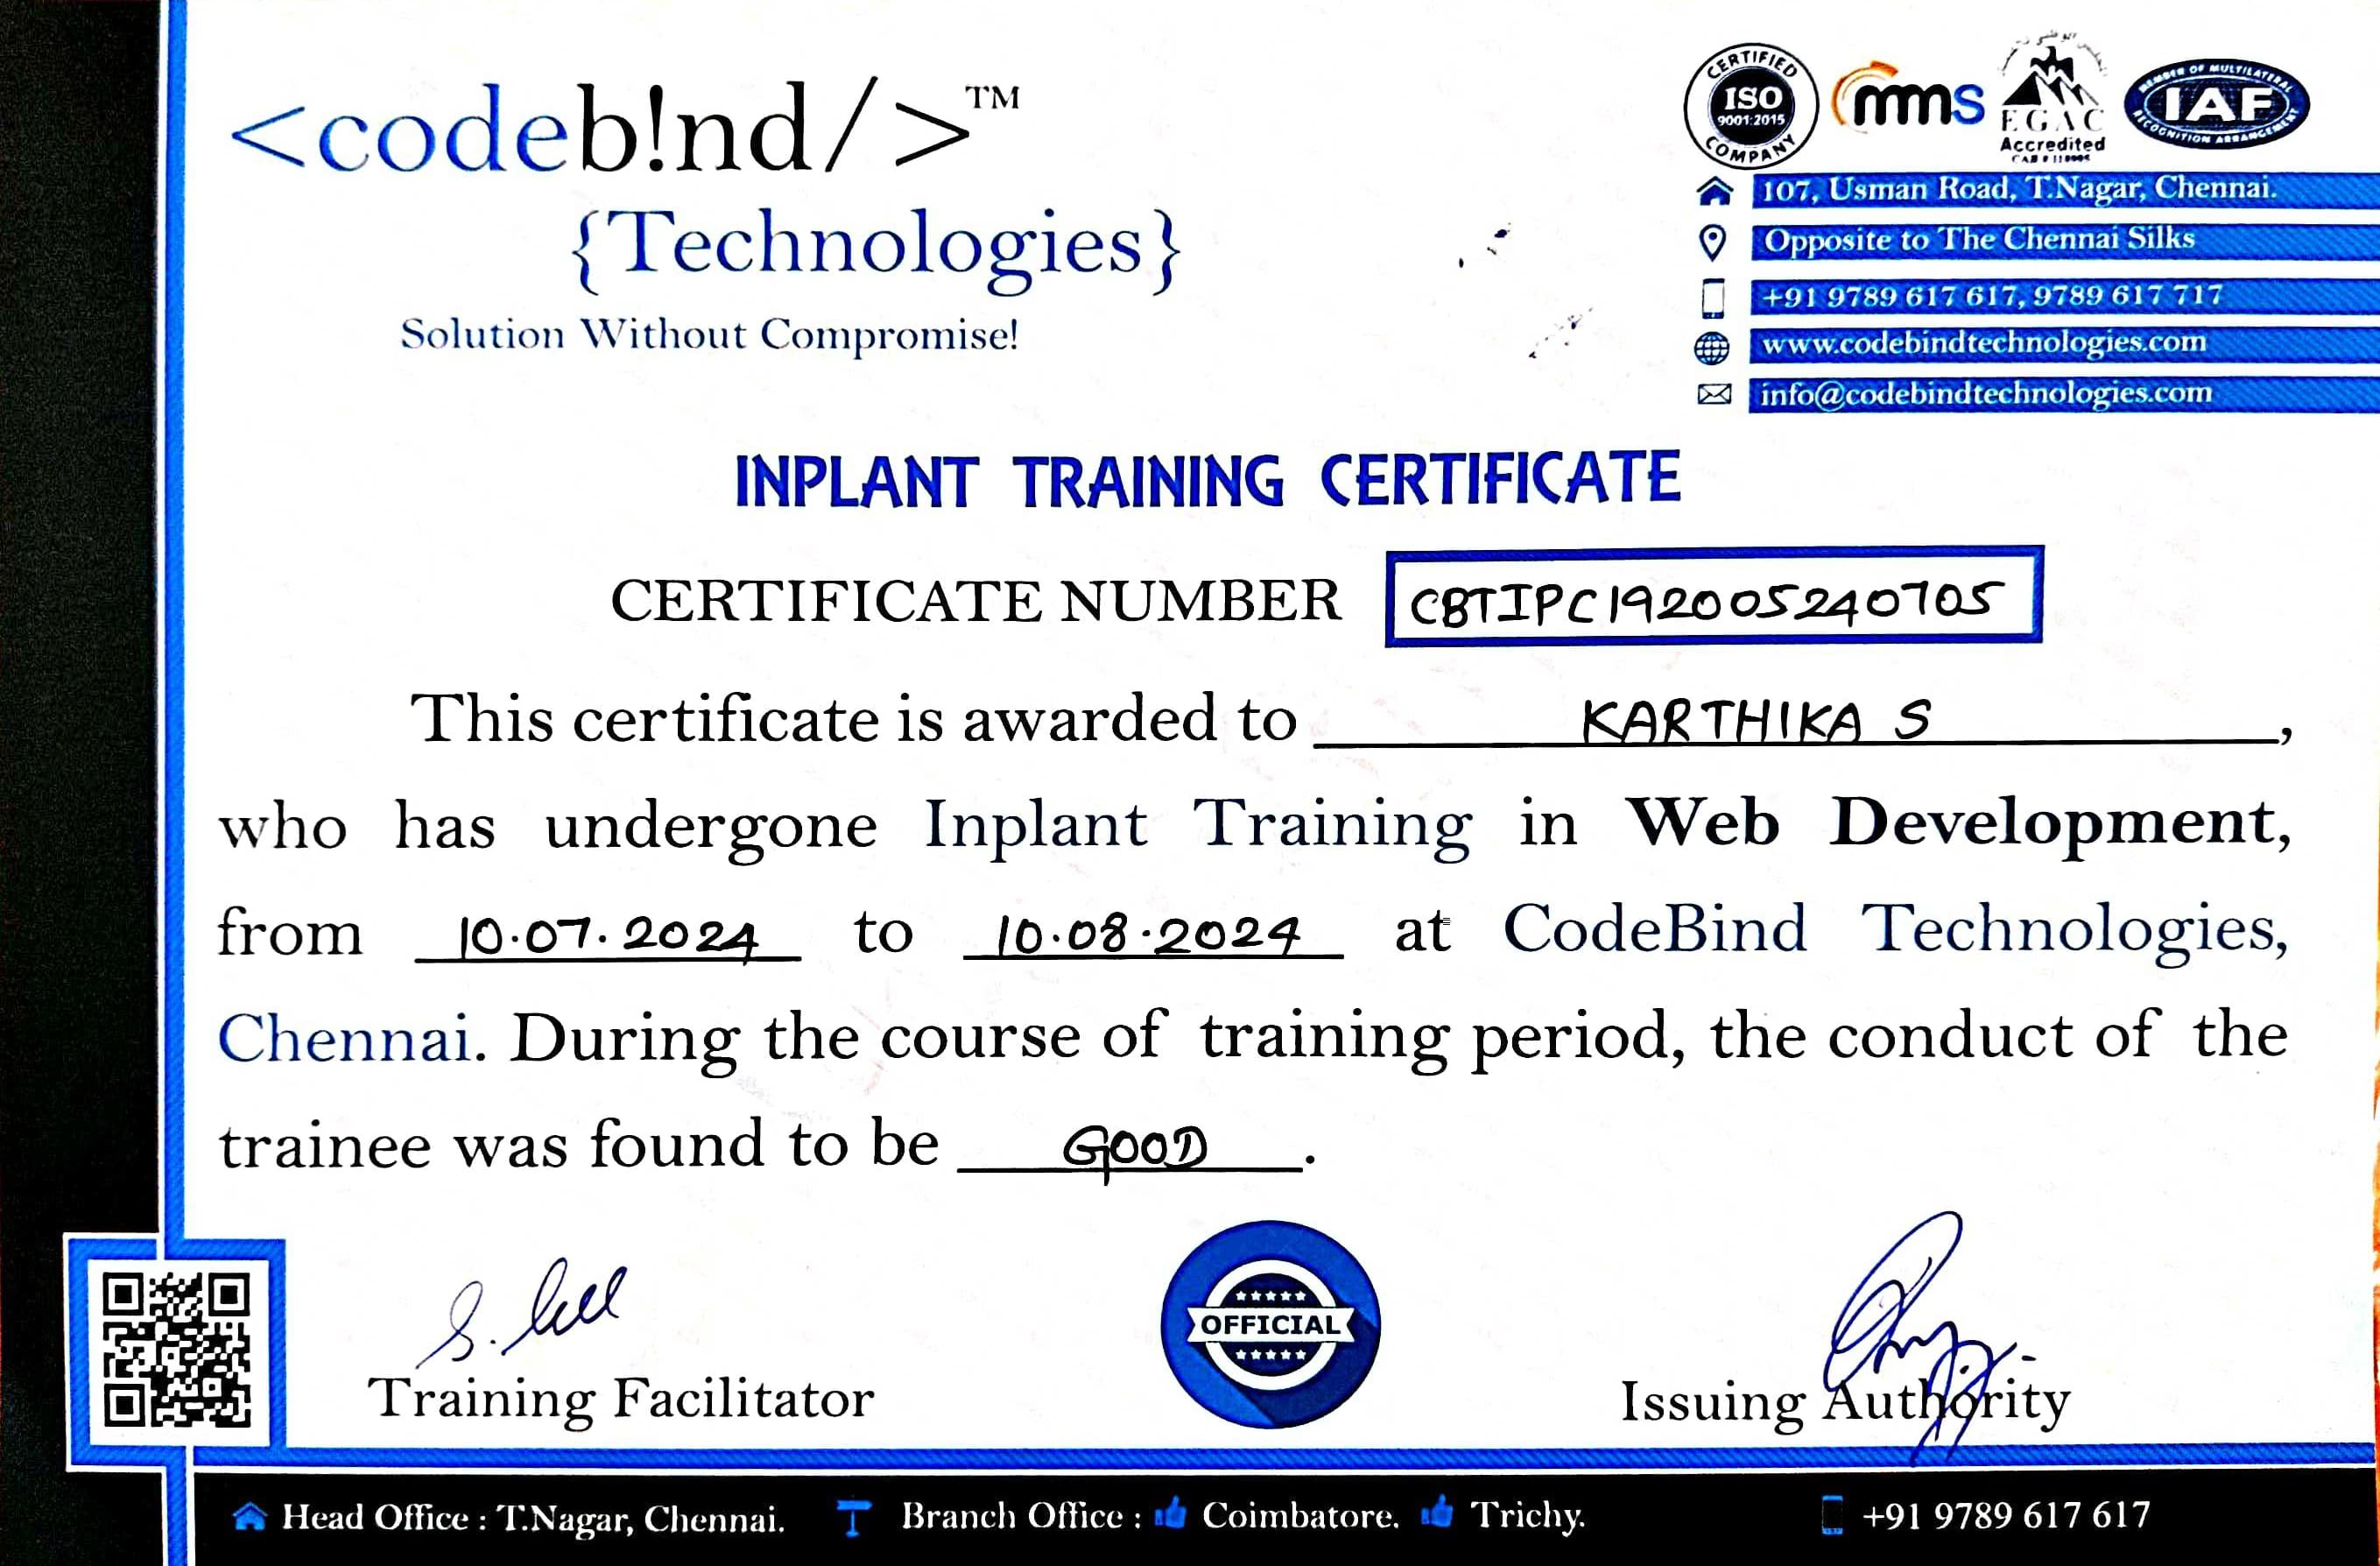 <codeb!nd/>™
{Technologies}
Solution Without Compromise!
CERTIFIED
ISO
9001:2015
COMPANY
mms
EGAC
Accredited
MEMBER OF MULTILATERAL
IAF
RECOGNITION ARRANGEMENT
107, Usman Road, T.Nagar, Chennai.
Opposite to The Chennai Silks
+91 9789 617 617, 9789 617 717
www.codebindtechnologies.com
info@codebindtechnologies.com
INPLANT TRAINING CERTIFICATE
CERTIFICATE NUMBER CBTIPC192005240705
This certificate is awarded to KARTHIKA S,
who has undergone Inplant Training in Web Development,
from 10.07.2024 to 10.08.2024 at CodeBind Technologies,
Chennai. During the course of training period, the conduct of the
trainee was found to be GOOD.
OFFICIAL
Training Facilitator
Issuing Authority
Head Office : T.Nagar, Chennai. Branch Office : Coimbatore. Trichy. +91 9789 617 617